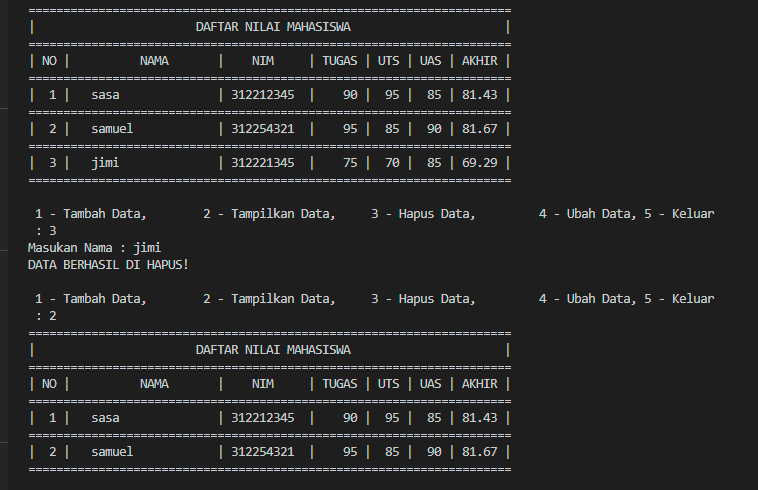 =====================================================================
|                       DAFTAR NILAI MAHASISWA                      |
=====================================================================
| NO |          NAMA       |    NIM     | TUGAS | UTS | UAS | AKHIR |
=====================================================================
|  1 |   sasa              | 312212345  |    90 |  95 |  85 | 81.43 |
=====================================================================
|  2 |   samuel            | 312254321  |    95 |  85 |  90 | 81.67 |
=====================================================================
|  3 |   jimi              | 312221345  |    75 |  70 |  85 | 69.29 |
=====================================================================
 1 - Tambah Data,        2 - Tampilkan Data,     3 - Hapus Data,         4 - Ubah Data, 5 - Keluar
 : 3
Masukan Nama : jimi
DATA BERHASIL DI HAPUS!
 1 - Tambah Data,        2 - Tampilkan Data,     3 - Hapus Data,         4 - Ubah Data, 5 - Keluar
 : 2
=====================================================================
|                       DAFTAR NILAI MAHASISWA                      |
=====================================================================
| NO |          NAMA       |    NIM     | TUGAS | UTS | UAS | AKHIR |
=====================================================================
|  1 |   sasa              | 312212345  |    90 |  95 |  85 | 81.43 |
=====================================================================
|  2 |   samuel            | 312254321  |    95 |  85 |  90 | 81.67 |
=====================================================================